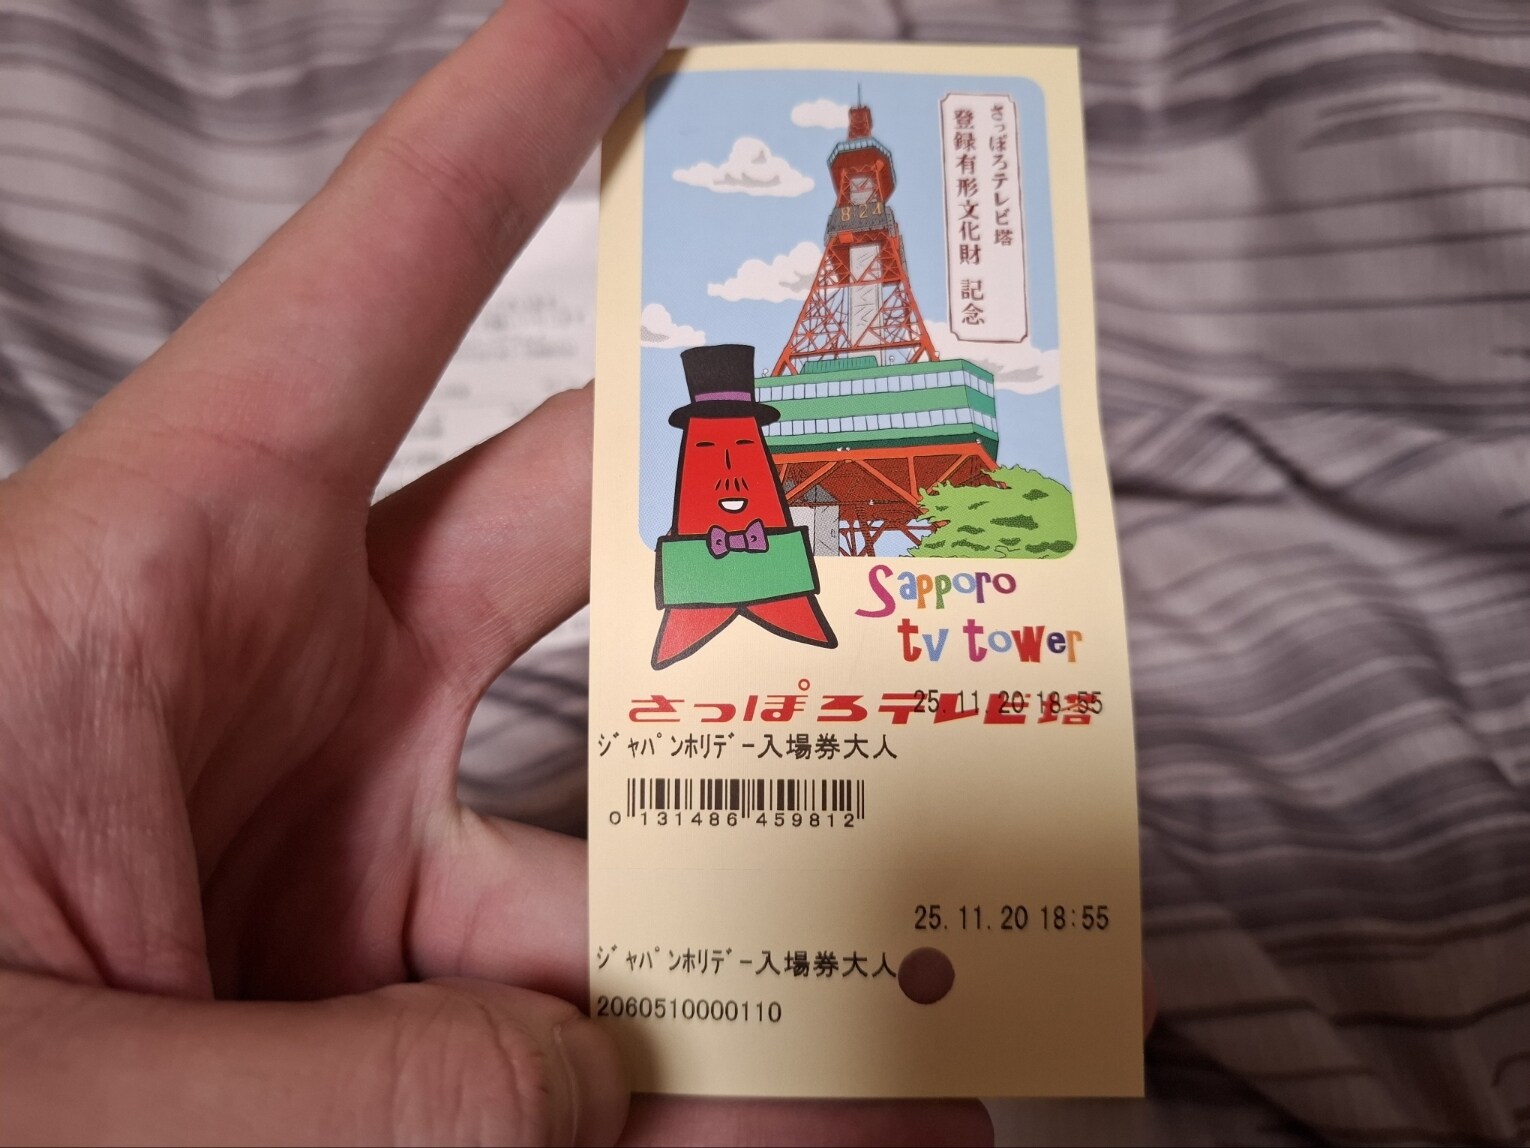 さっぽろテレビ塔
登録有形文化財 記念
8:24
Sapporo
tv tower
さっぽろテレビ塔
25.11.20 18:55
ジャパンホリデー入場券大人
0 131486 459812
25.11.20 18:55
ジャパンホリデー入場券大人
2060510000110